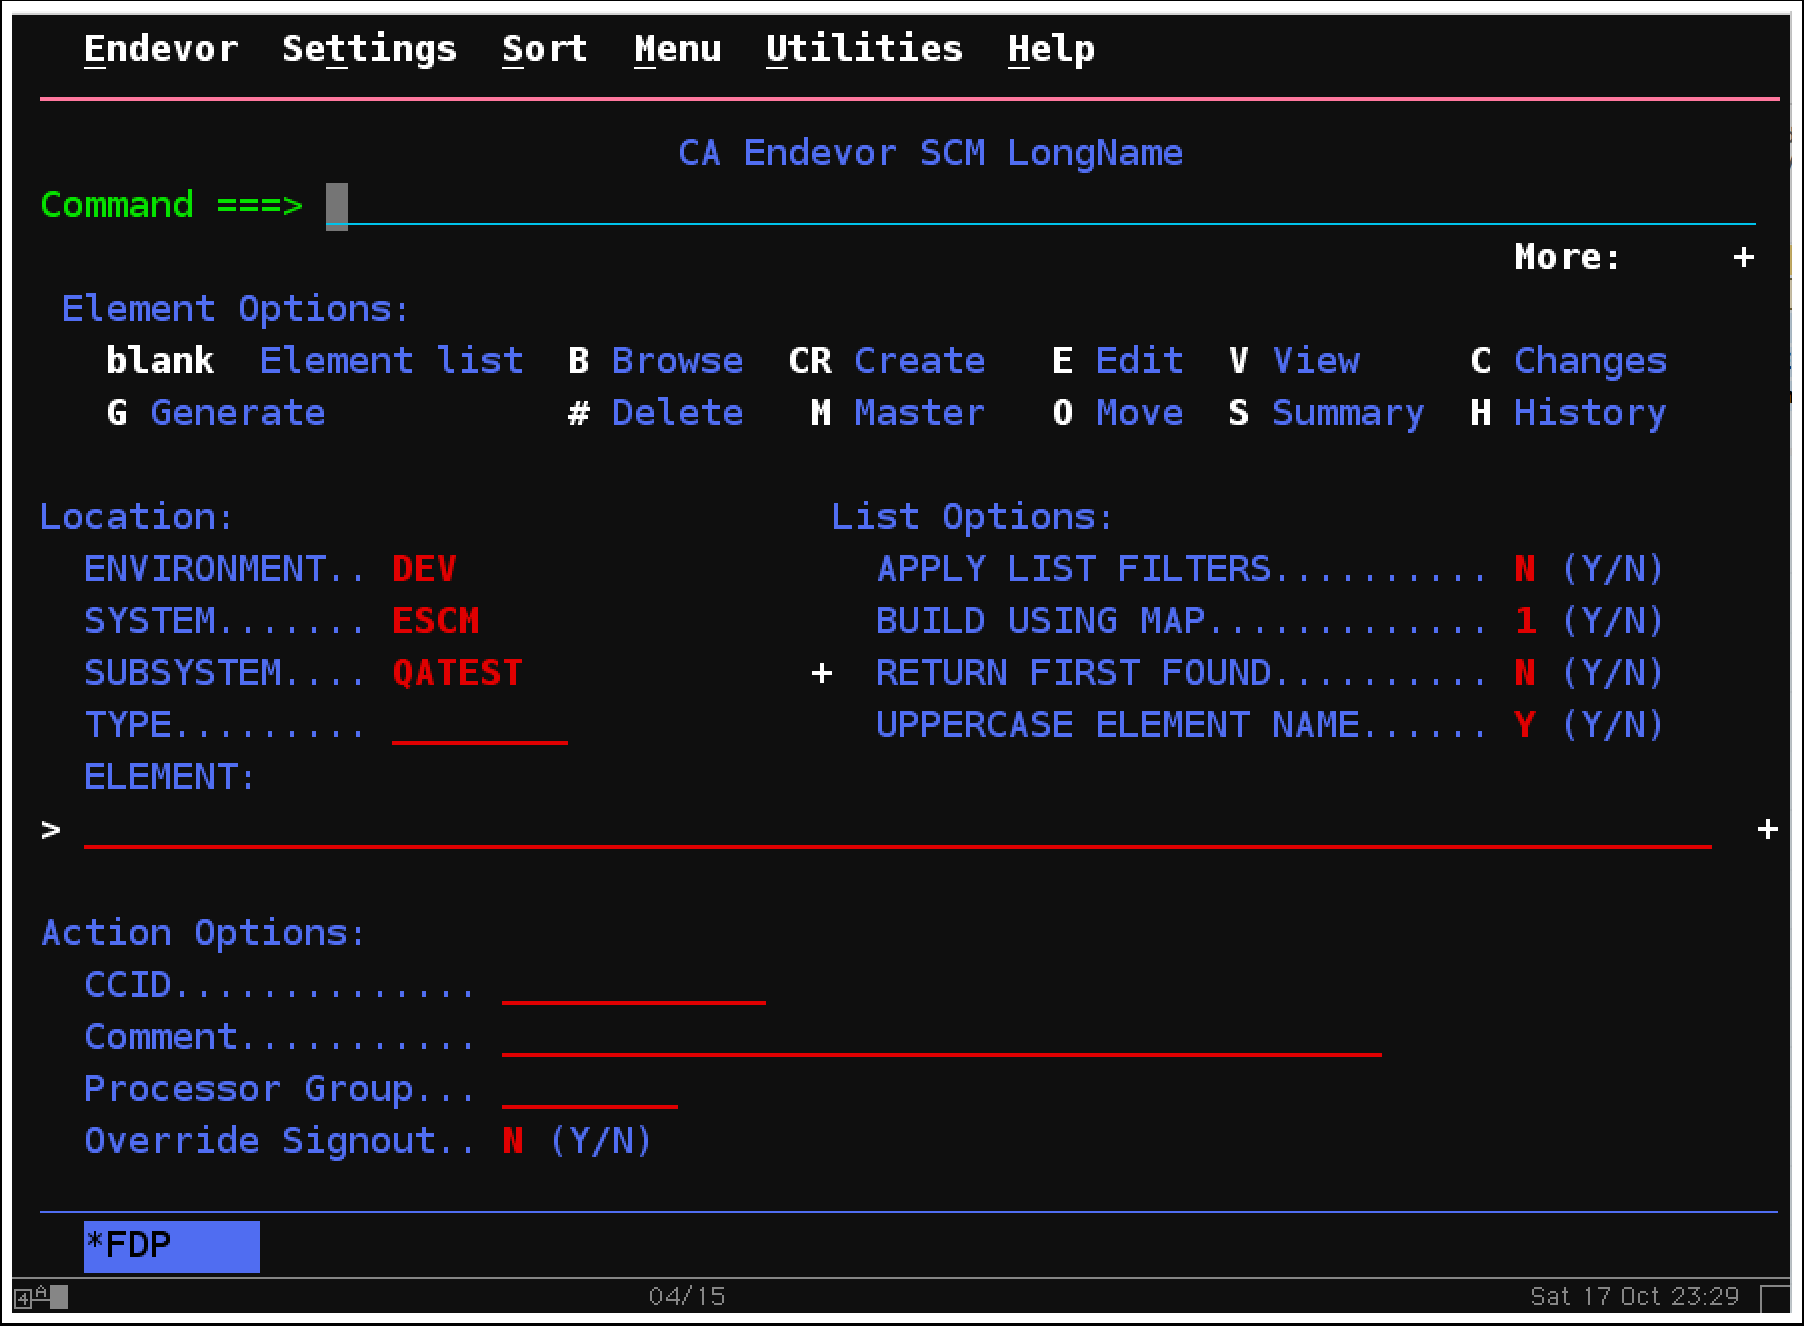 Endevor  Settings  Sort  Menu  Utilities  Help
CA Endevor SCM LongName
Command ===>
More:     +
Element Options:
blank  Element list  B Browse  CR Create   E Edit  V View     C Changes
G Generate           # Delete   M Master   O Move  S Summary  H History
Location:                           List Options:
ENVIRONMENT.. DEV                   APPLY LIST FILTERS.......... N (Y/N)
SYSTEM....... ESCM                  BUILD USING MAP............. 1 (Y/N)
SUBSYSTEM.... QATEST             +  RETURN FIRST FOUND.......... N (Y/N)
TYPE.........                       UPPERCASE ELEMENT NAME...... Y (Y/N)
ELEMENT:
>                                                                      +
Action Options:
CCID..............
Comment...........
Processor Group...
Override Signout.. N (Y/N)
*FDP
4 A   04/15   Sat 17 Oct 23:29